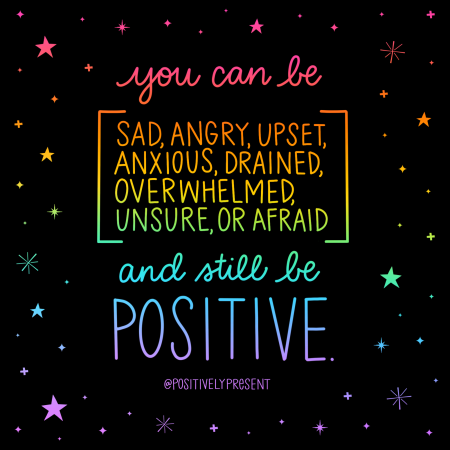 you can be
SAD, ANGRY, UPSET,
ANXIOUS, DRAINED,
OVERWHELMED,
UNSURE, OR AFRAID
and still be
POSITIVE.
@POSITIVELYPRESENT